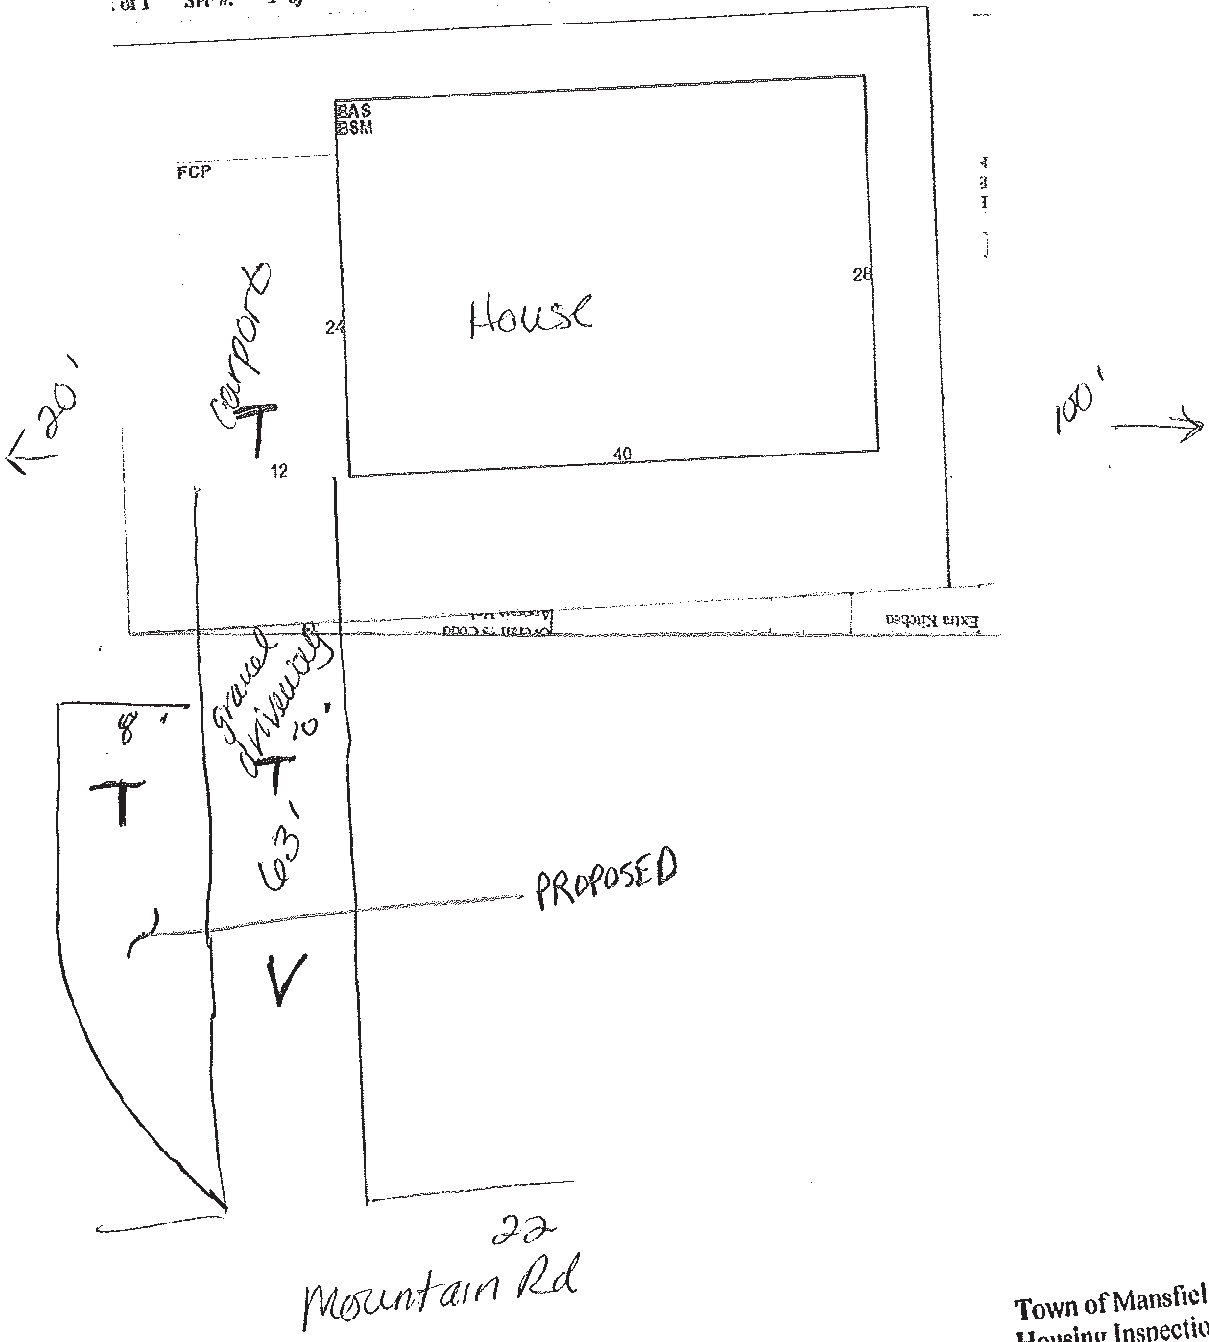 BAS
BSM
FCP
Carport
T
12
24
House
28
40
20'
100'
Extra Kitchen
gravel
driveway
10'
T
63'
V
8'
T
PROPOSED
22
Mountain Rd
Town of Mansfiel
Housing Inspectio